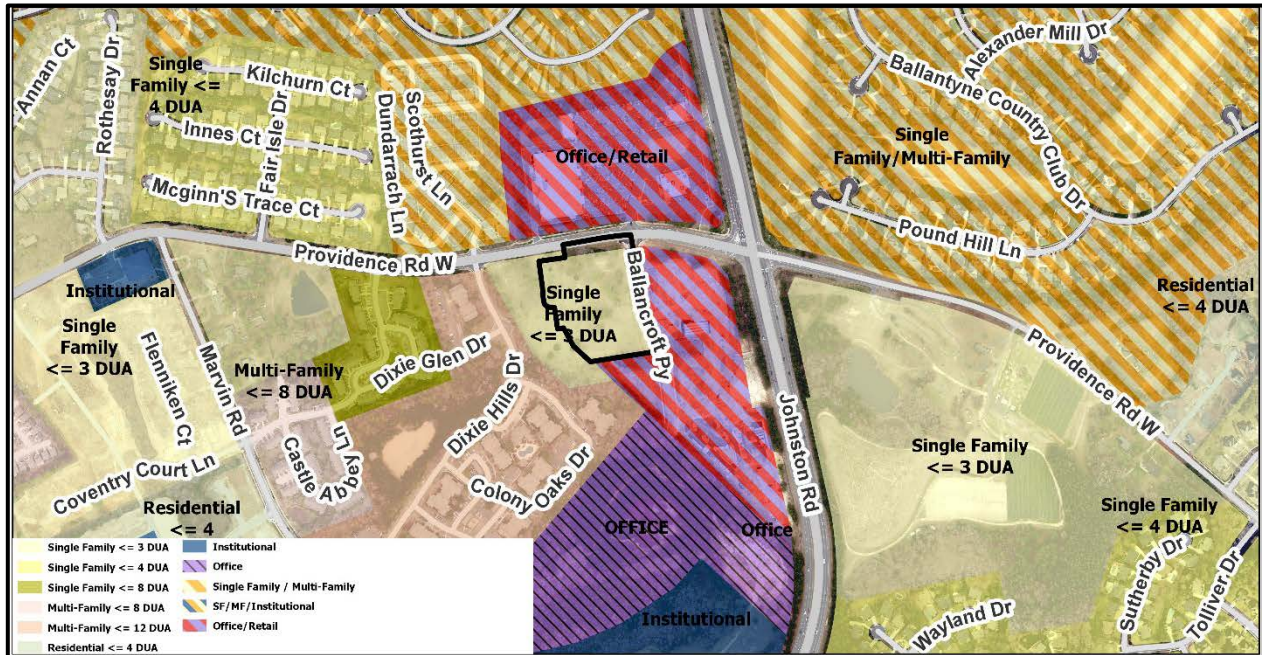 Annan Ct
Rothesay Dr
Single
Family <=
4 DUA
Kilchurn Ct
Innes Ct
Fair Isle Dr
Mcginn'S Trace Ct
Dundarrach Ln
Scothurst Ln
Office/Retail
Alexander Mill Dr
Ballantyne Country
Club Dr
Single
Family/Multi-Family
Pound Hill Ln
Providence Rd W
Institutional
Single
Family
<= 3 DUA
Flenniken Ct
Marvin Rd
Multi-Family
<= 8 DUA
Dixie Glen Dr
Dixie Hills Dr
Single
Family
<= 3 DUA
Ballancroft Py
Residential
<= 4 DUA
Providence Rd W
Johnston Rd
Single Family
<= 3 DUA
Coventry Court Ln
Castle Abbey
Ln
Colony Oaks Dr
Residential
<= 4
OFFICE
Office
Institutional
Single Family
<= 4 DUA
Sutherby Dr
Tolliver Dr
Wayland Dr
Single Family <= 3 DUA
Single Family <= 4 DUA
Single Family <= 8 DUA
Multi-Family <= 8 DUA
Multi-Family <= 12 DUA
Residential <= 4 DUA
Institutional
Office
Single Family / Multi-Family
SF/MF/Institutional
Office/Retail